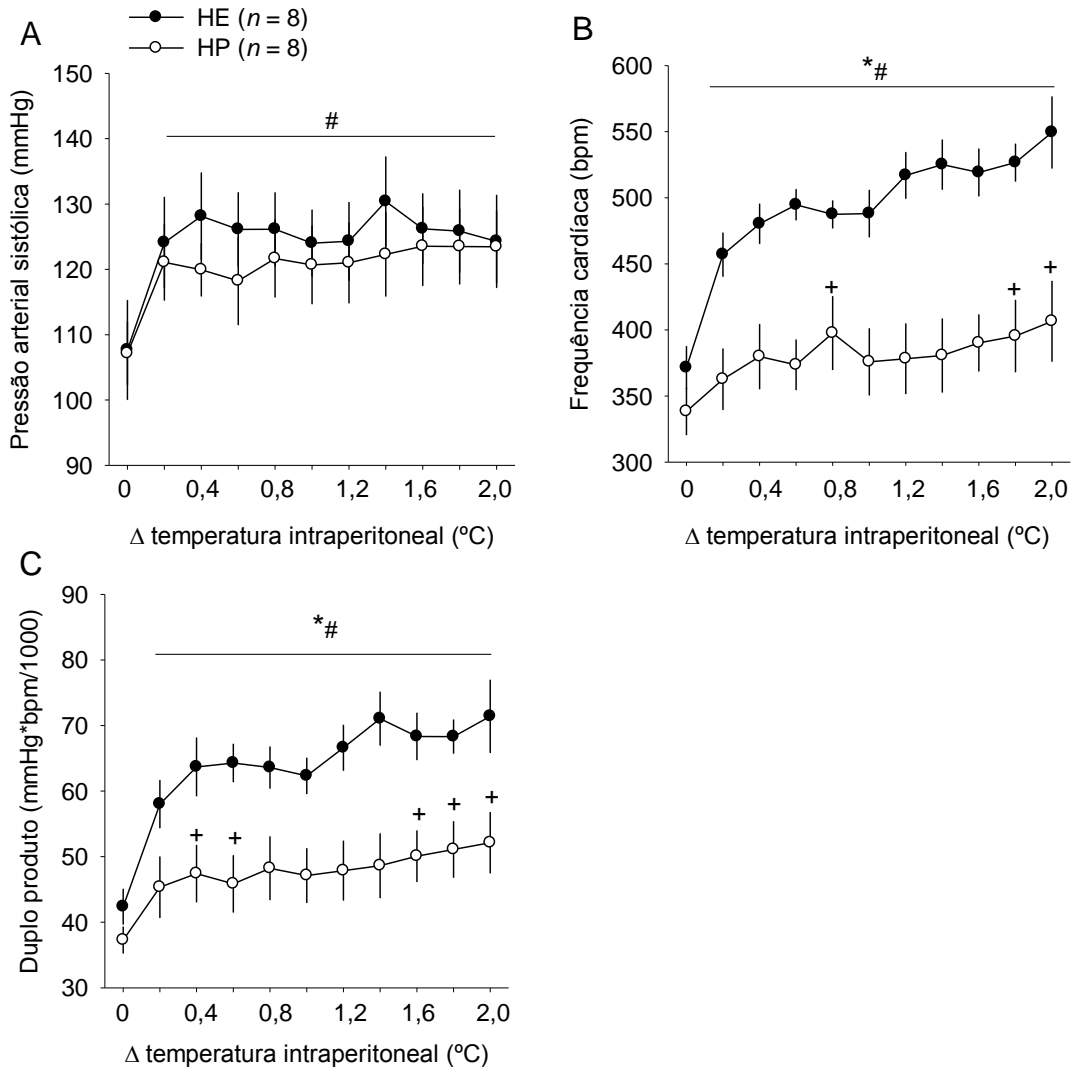 A
HE (n = 8)
HP (n = 8)
Pressão arterial sistólica (mmHg)
150
140
130
120
110
100
90
#
0 0,4 0,8 1,2 1,6 2,0
Δ temperatura intraperitoneal (ºC)
B
Frequência cardíaca (bpm)
600
550
500
450
400
350
300
*#
+ + +
0 0,4 0,8 1,2 1,6 2,0
Δ temperatura intraperitoneal (ºC)
C
Duplo produto (mmHg*bpm/1000)
90
80
70
60
50
40
30
*#
+ + + + +
0 0,4 0,8 1,2 1,6 2,0
Δ temperatura intraperitoneal (ºC)